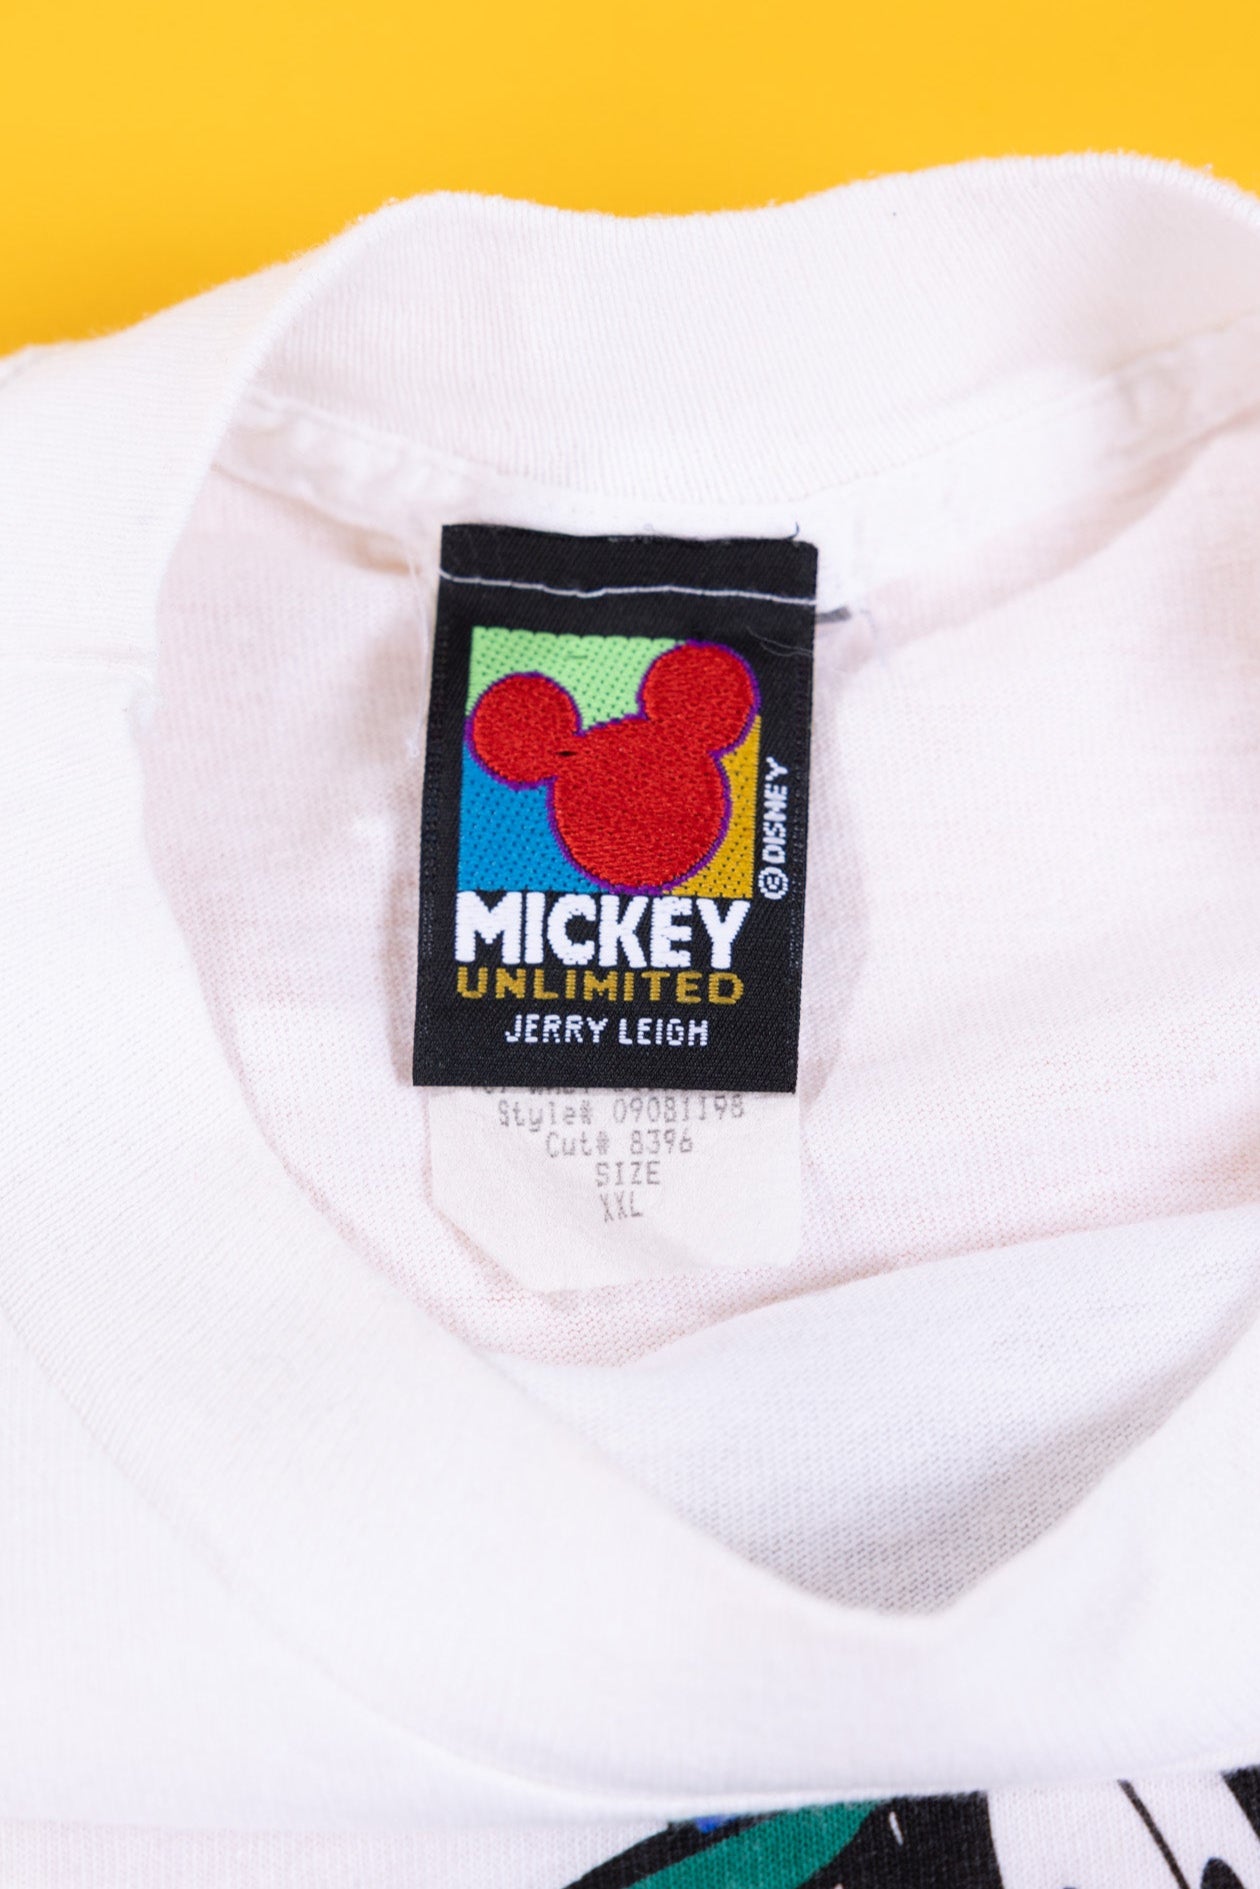 © DISNEY
MICKEY
UNLIMITED
JERRY LEIGH
Style# 09081198
Cut# 8396
SIZE
XXL